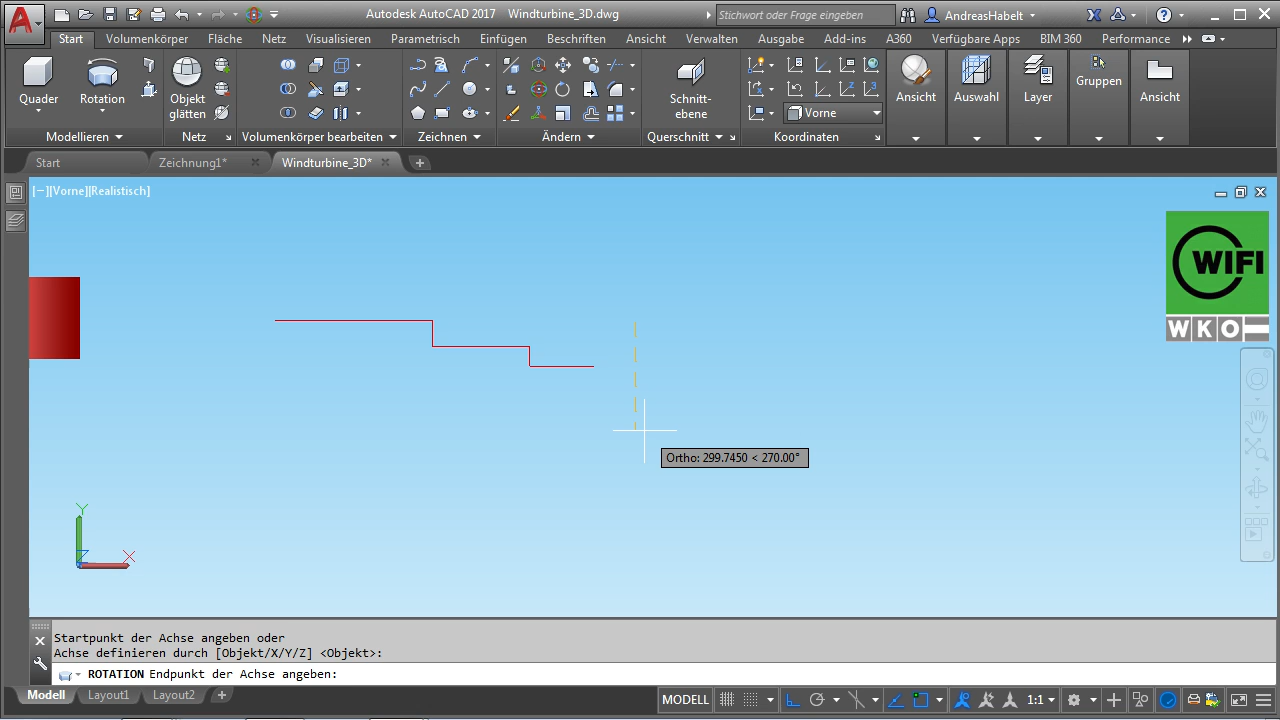 Autodesk AutoCAD 2017 Windturbine_3D.dwg
Stichwort oder Frage eingeben
AndreasHabelt
Start Volumenkörper Fläche Netz Visualisieren Parametrisch Einfügen Beschriften Ansicht Verwalten Ausgabe Add-ins A360 Verfügbare Apps BIM 360 Performance
Quader
Rotation
Objekt
glätten
Schnitt-
ebene
Vorne
Ansicht
Auswahl
Layer
Gruppen
Ansicht
Modellieren
Netz
Volumenkörper bearbeiten
Zeichnen
Ändern
Querschnitt
Koordinaten
Start
Zeichnung1*
Windturbine_3D*
[−][Vorne][Realistisch]
WIFI
WKO
Ortho: 299.7450 < 270.00°
Y
Z
X
Startpunkt der Achse angeben oder
Achse definieren durch [Objekt/X/Y/Z] <Objekt>:
ROTATION Endpunkt der Achse angeben:
Modell Layout1 Layout2
MODELL
1:1